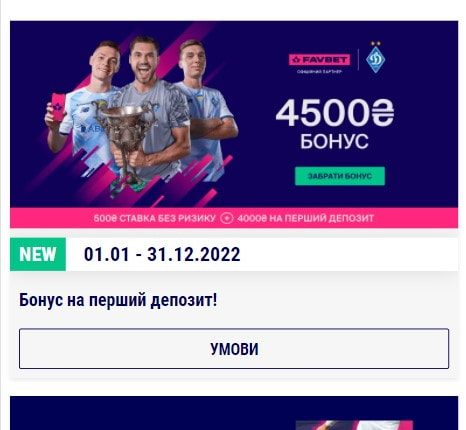 FAVBET
ОФІЦІЙНИЙ ПАРТНЕР
4500₴
БОНУС
ЗАБРАТИ БОНУС
500₴ СТАВКА БЕЗ РИЗИКУ + 4000₴ НА ПЕРШИЙ ДЕПОЗИТ
NEW 01.01 - 31.12.2022
Бонус на перший депозит!
УМОВИ